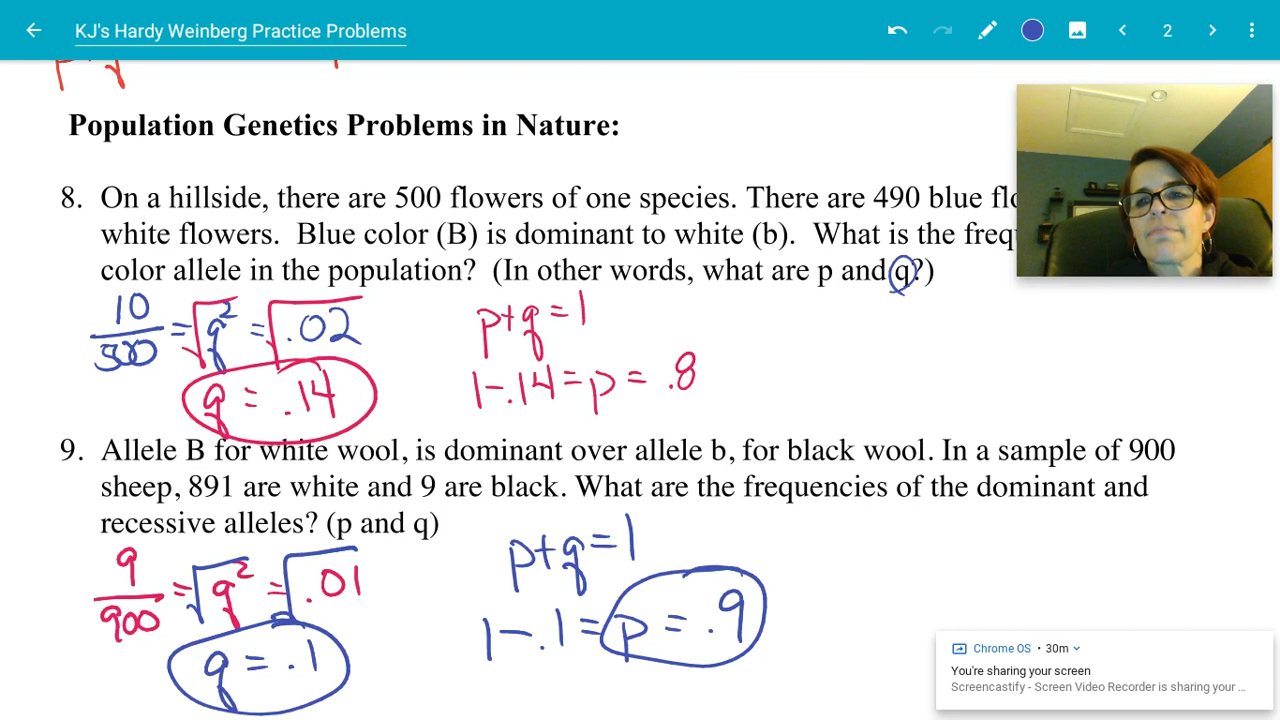 KJ's Hardy Weinberg Practice Problems
2
Population Genetics Problems in Nature:
8. On a hillside, there are 500 flowers of one species. There are 490 blue
white flowers. Blue color (B) is dominant to white (b). What is the
color allele in the population? (In other words, what are p and q?)
10/500 = √q² = √.02
p+q=1
q = .14
1-.14=p= .8
9. Allele B for white wool, is dominant over allele b, for black wool. In a sample of 900
sheep, 891 are white and 9 are black. What are the frequencies of the dominant and
recessive alleles? (p and q)
9/900 = √q² = √.01
p+q=1
q = .1
1-.1=p=.9
Chrome OS • 30m
You're sharing your screen
Screencastify - Screen Video Recorder is sharing your ...